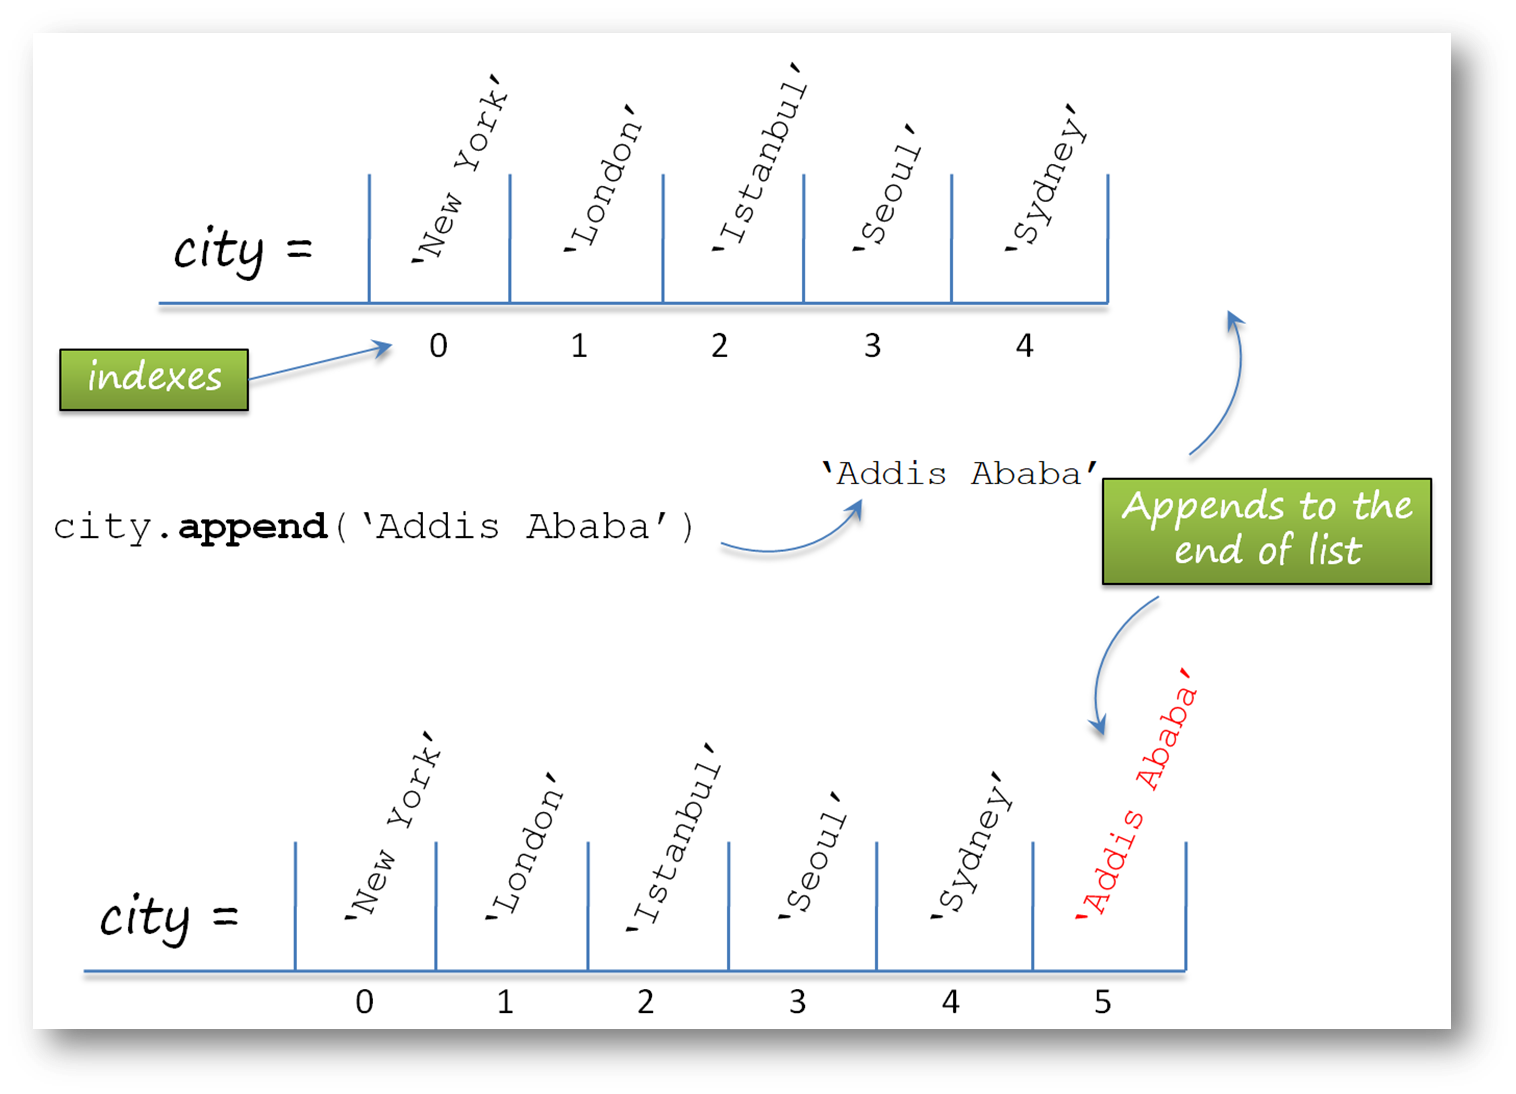 city =
‘New York’
‘London’
‘Istanbul’
‘Seoul’
‘Sydney’
0 1 2 3 4
indexes
‘Addis Ababa’
city.append(‘Addis Ababa’)
Appends to the
end of list
city =
‘New York’
‘London’
‘Istanbul’
‘Seoul’
‘Sydney’
‘Addis Ababa’
0 1 2 3 4 5